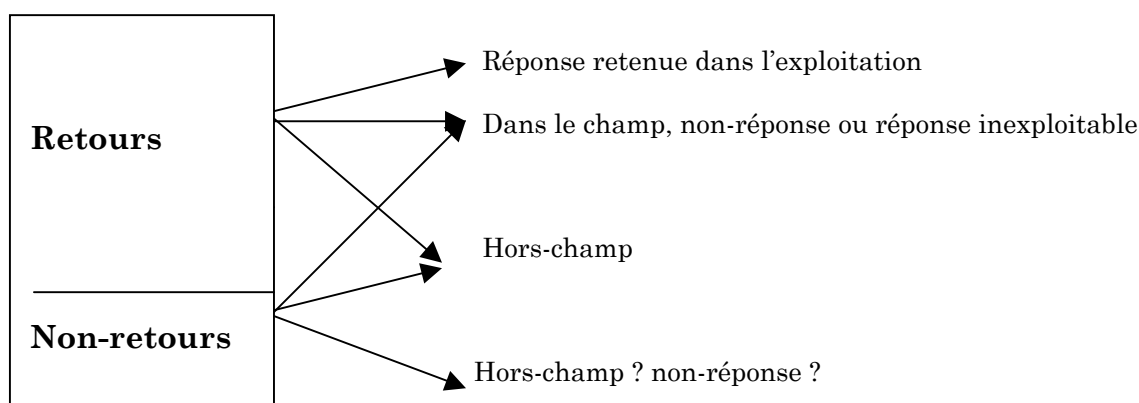 Réponse retenue dans l’exploitation
Retours
Dans le champ, non-réponse ou réponse inexploitable
Hors-champ
Non-retours
Hors-champ ? non-réponse ?